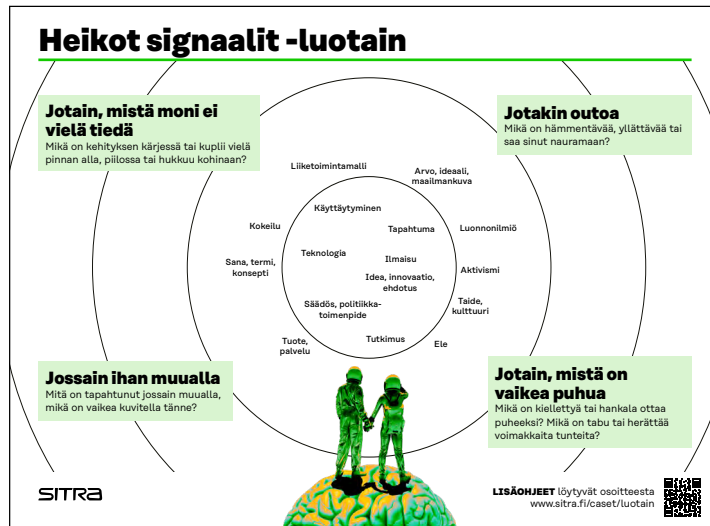 Heikot signaalit -luotain
Jotain, mistä moni ei
vielä tiedä
Mikä on kehityksen kärjessä tai kuplii vielä
pinnan alla, piilossa tai hukkuu kohinaan?
Jotakin outoa
Mikä on hämmentävää, yllättävää tai
saa sinut nauramaan?
Liiketoimintamalli
Arvo, ideaali,
maailmankuva
Käyttäytyminen
Kokeilu
Tapahtuma
Luonnonilmiö
Teknologia
Ilmaisu
Sana, termi,
konsepti
Aktivismi
Idea, innovaatio,
ehdotus
Taide,
kulttuuri
Säädös, politiikka-
toimenpide
Tuote,
palvelu
Tutkimus
Ele
Jossain ihan muualla
Mitä on tapahtunut jossain muualla,
mikä on vaikea kuvitella tänne?
Jotain, mistä on
vaikea puhua
Mikä on kiellettyä tai hankala ottaa
puheeksi? Mikä on tabu tai herättää
voimakkaita tunteita?
SITRA
LISÄOHJEET löytyvät osoitteesta
www.sitra.fi/caset/luotain